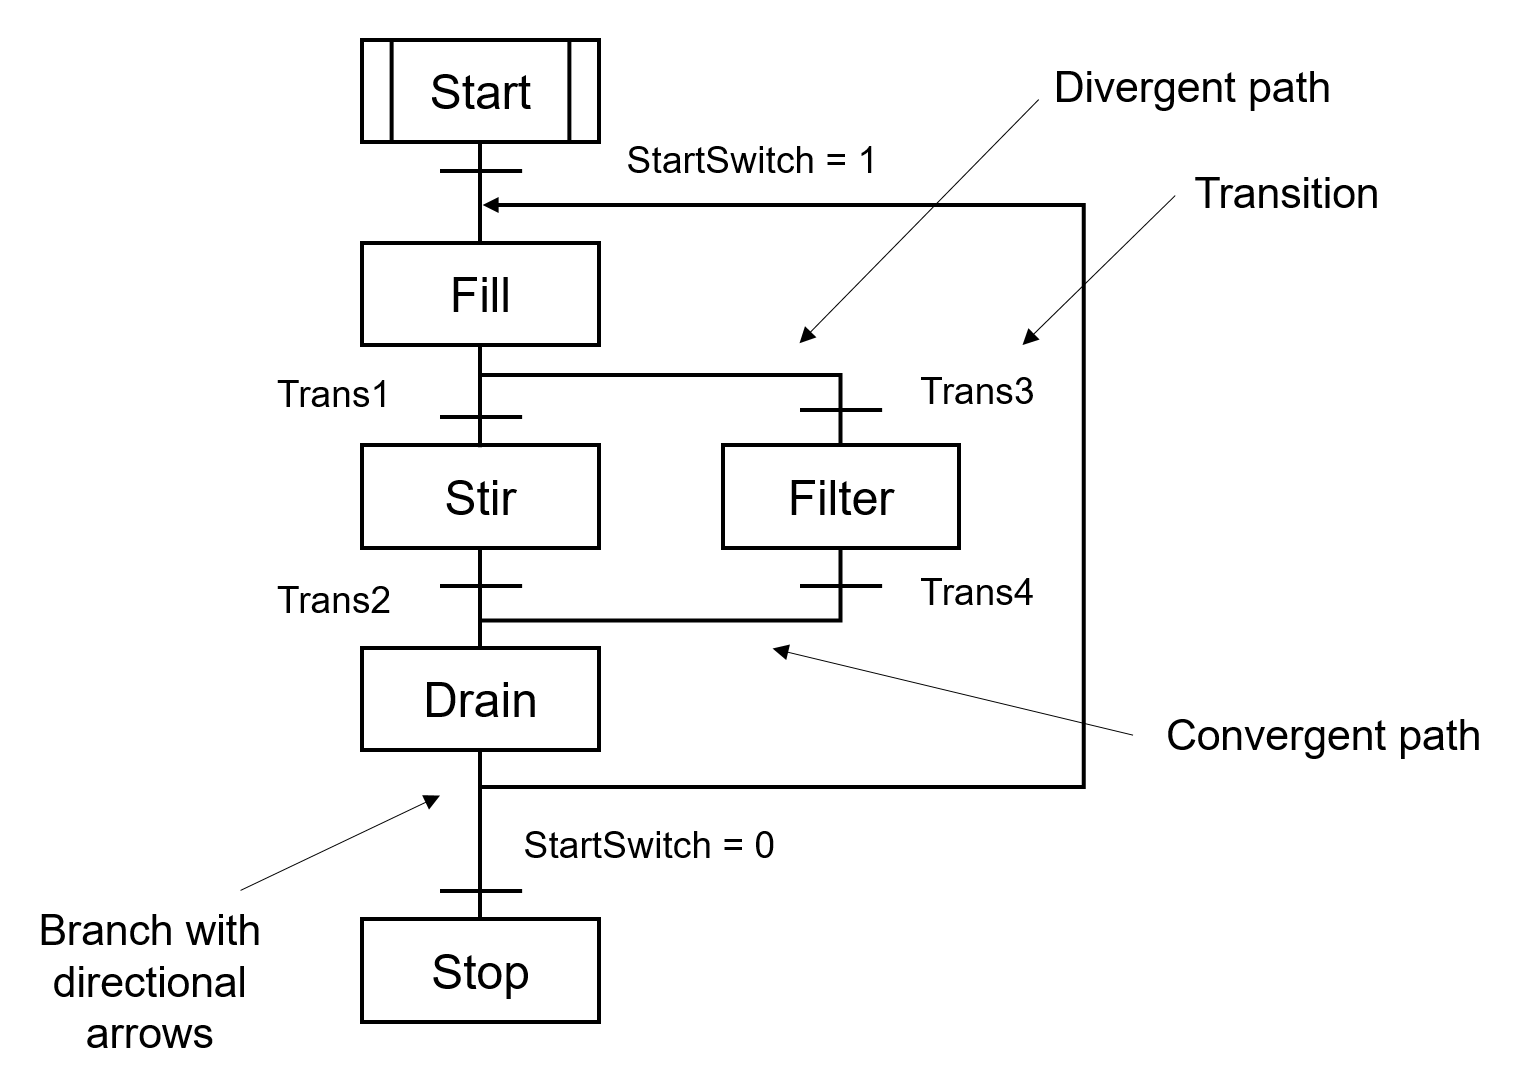 Start
Divergent path
StartSwitch = 1
Transition
Fill
Trans1
Trans3
Stir
Filter
Trans2
Trans4
Drain
Convergent path
StartSwitch = 0
Branch with
directional
arrows
Stop